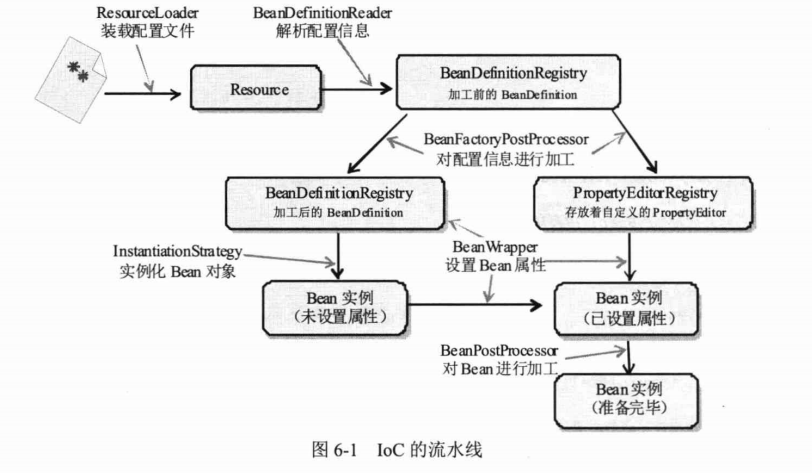 ResourceLoader
装载配置文件
BeanDefinitionReader
解析配置信息
**
Resource
BeanDefinitionRegistry
加工前的 BeanDefinition
BeanFactoryPostProcessor
对配置信息进行加工
BeanDefinitionRegistry
加工后的 BeanDefinition
PropertyEditorRegistry
存放着自定义的 PropertyEditor
InstantiationStrategy
实例化 Bean 对象
BeanWrapper
设置 Bean 属性
Bean 实例
（未设置属性）
Bean 实例
（已设置属性）
BeanPostProcessor
对 Bean 进行加工
Bean 实例
（准备完毕）
图 6-1 IoC 的流水线